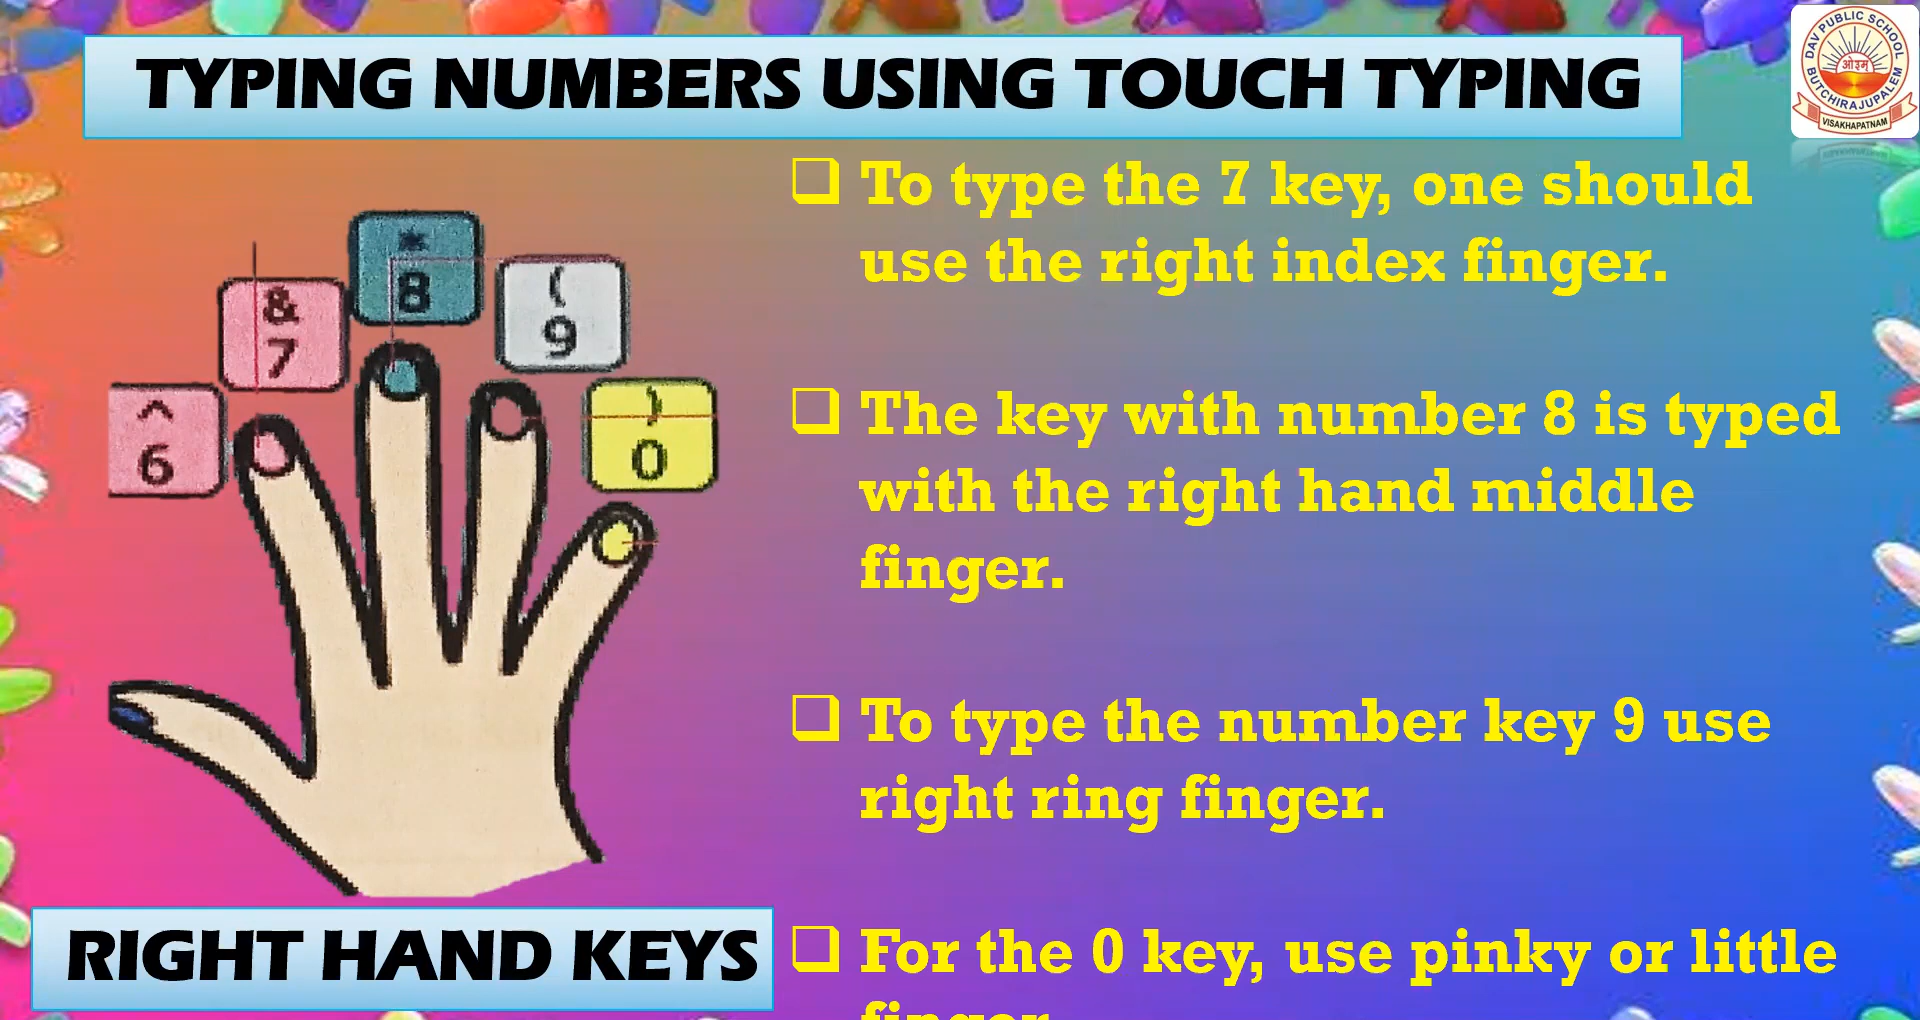 TYPING NUMBERS USING TOUCH TYPING
DAV PUBLIC SCHOOL
ओ३म्
BUTCHIRAJUPALEM
VISAKHAPATNAM
❑ To type the 7 key, one should
use the right index finger.
❑ The key with number 8 is typed
with the right hand middle
finger.
❑ To type the number key 9 use
right ring finger.
❑ For the 0 key, use pinky or little
finger
*
8
(
9
&
7
)
0
^
6
RIGHT HAND KEYS